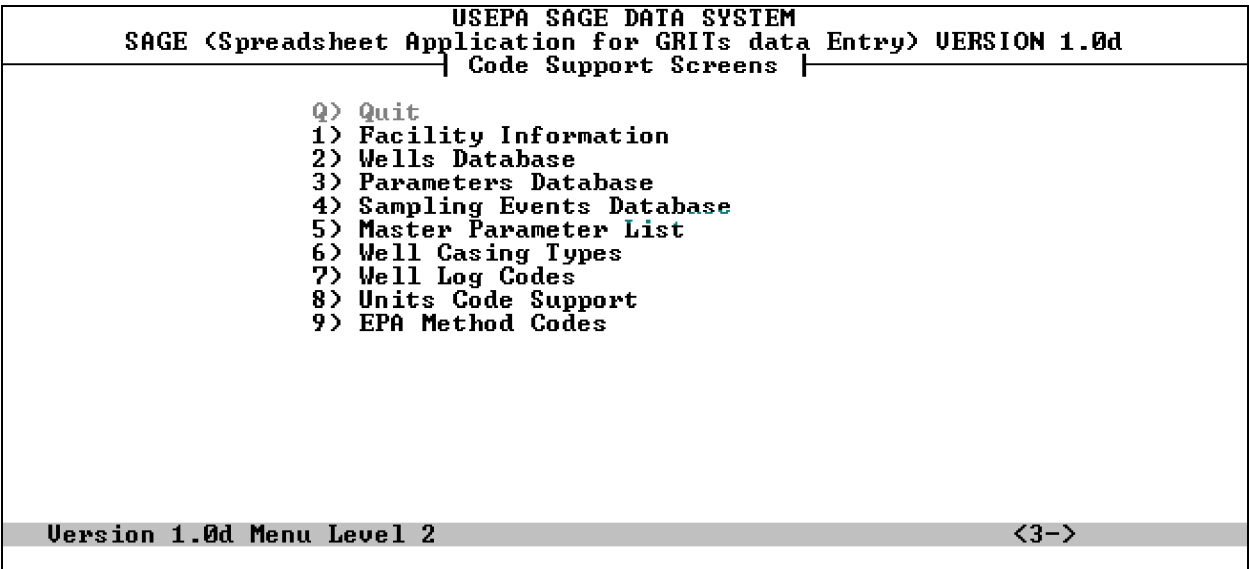 USEPA SAGE DATA SYSTEM
SAGE (Spreadsheet Application for GRITs data Entry) VERSION 1.0d
Code Support Screens
Q) Quit
1) Facility Information
2) Wells Database
3) Parameters Database
4) Sampling Events Database
5) Master Parameter List
6) Well Casing Types
7) Well Log Codes
8) Units Code Support
9) EPA Method Codes
Version 1.0d Menu Level 2 <3->